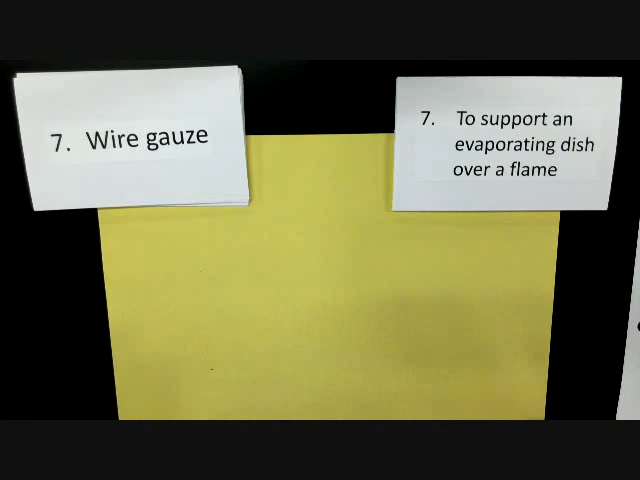 7. Wire gauze
7. To support an
evaporating dish
over a flame